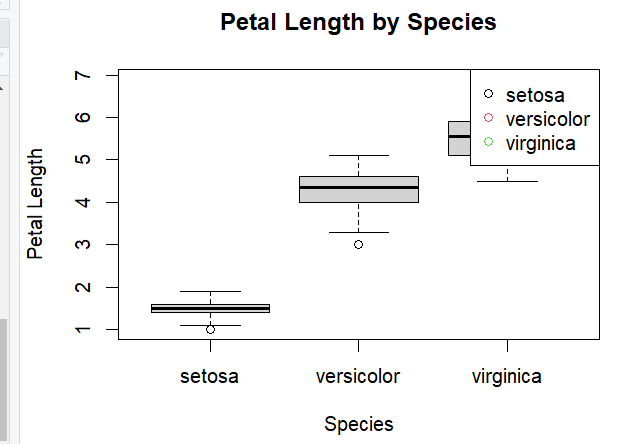 Petal Length by Species
Petal Length
7
6
5
4
3
2
1
setosa
versicolor
virginica
setosa
versicolor
virginica
Species